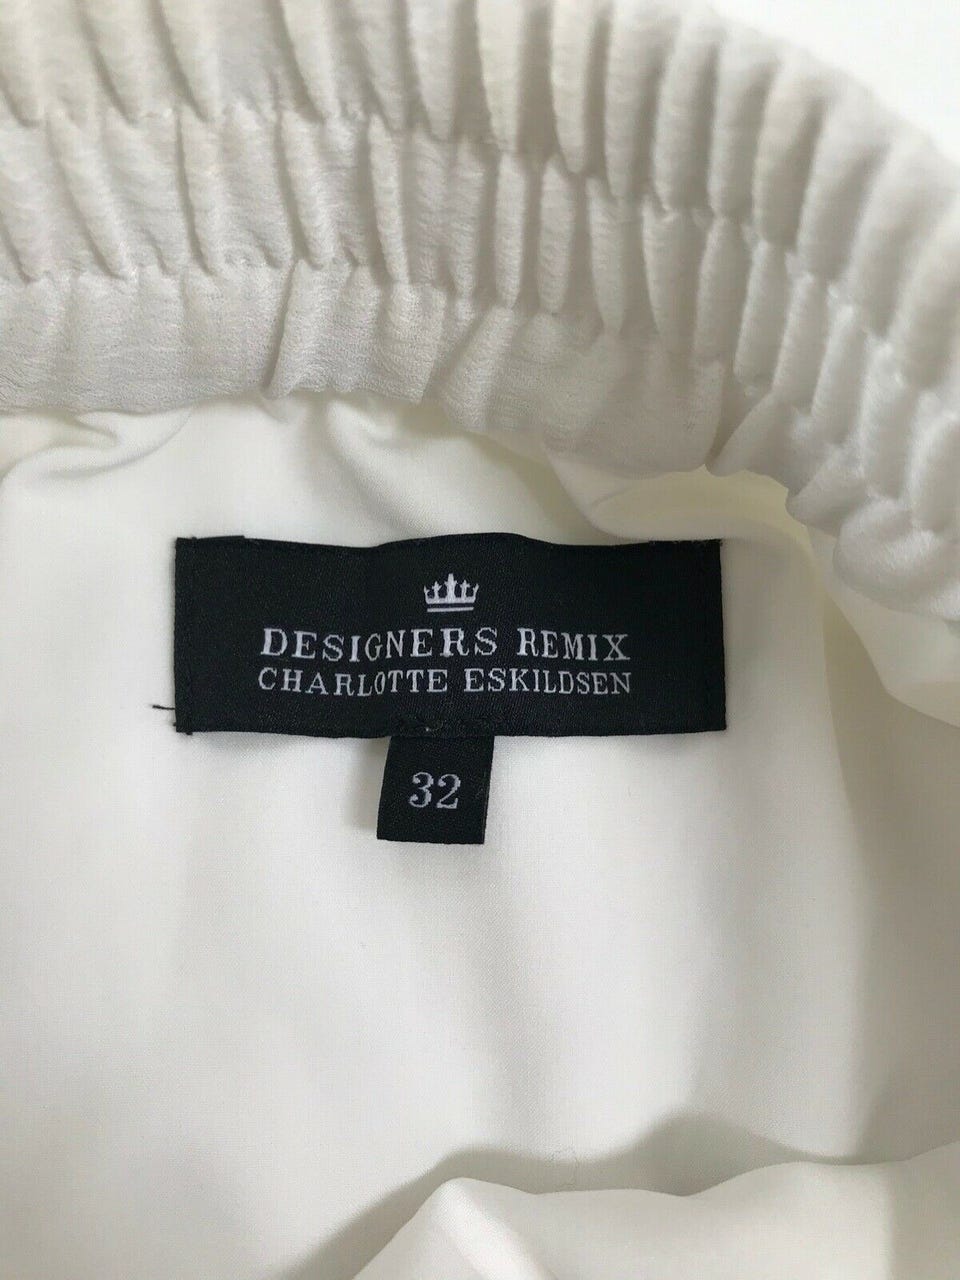 DESIGNERS REMIX
CHARLOTTE ESKILDSEN
32